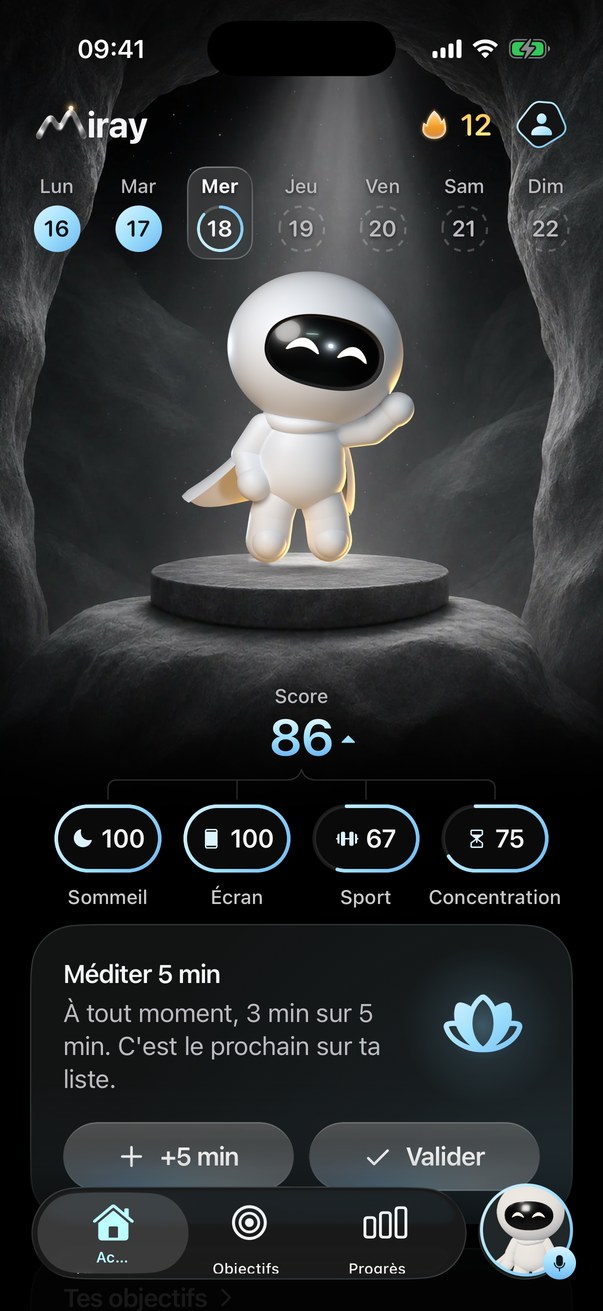 09:41
Miray
12
Lun Mar Mer Jeu Ven Sam Dim
16 17 18 19 20 21 22
Score
86
100 100 67 75
Sommeil Écran Sport Concentration
Méditer 5 min
À tout moment, 3 min sur 5
min. C'est le prochain sur ta
liste.
+5 min Valider
Ac... Objectifs Progrès
Tes objectifs